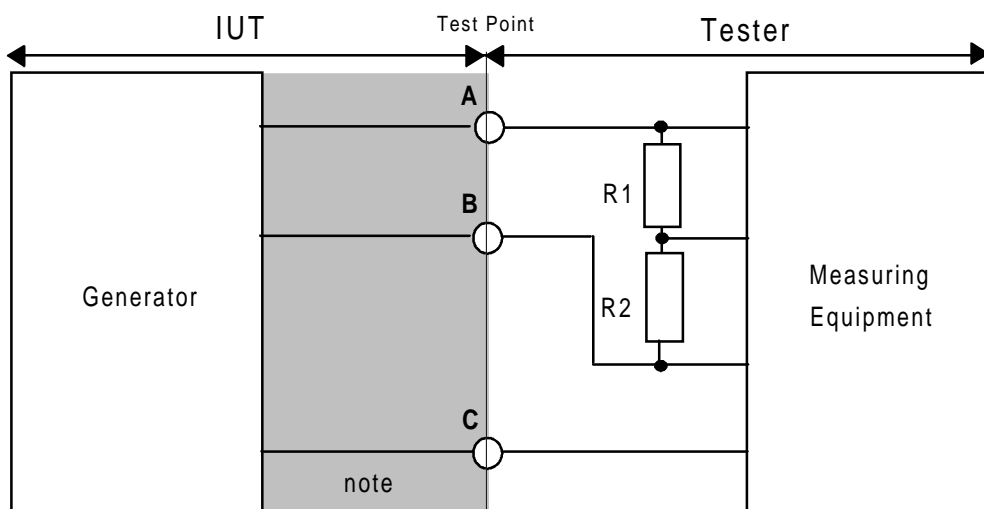 IUT
Test Point
Tester
A
R1
B
Generator
R2
Measuring
Equipment
C
note